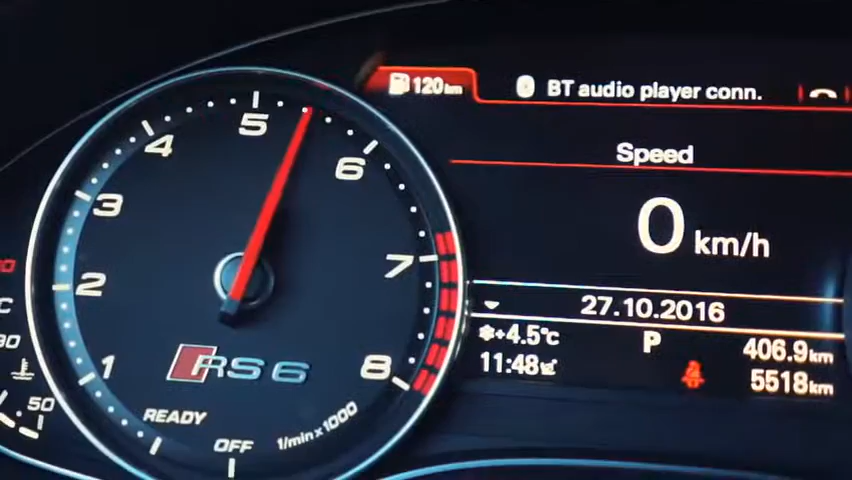 120km
BT audio player conn.
Speed
0 km/h
27.10.2016
+4.5°C
P
406.9km
11:48
5518km
1
2
3
4
5
6
7
8
RS 6
READY
OFF
1/min x 1000
90
50